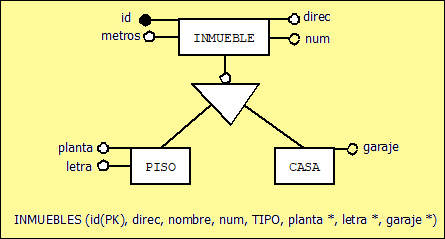 id
direc
INMUEBLE
metros
num
planta
garaje
letra
PISO
CASA
INMUEBLES (id(PK), direc, nombre, num, TIPO, planta *, letra *, garaje *)